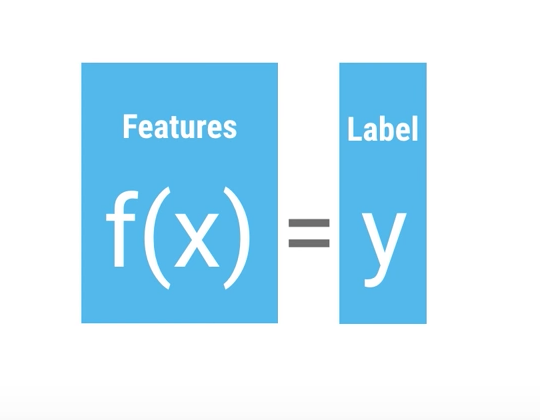 Features
Label
f(x) = y